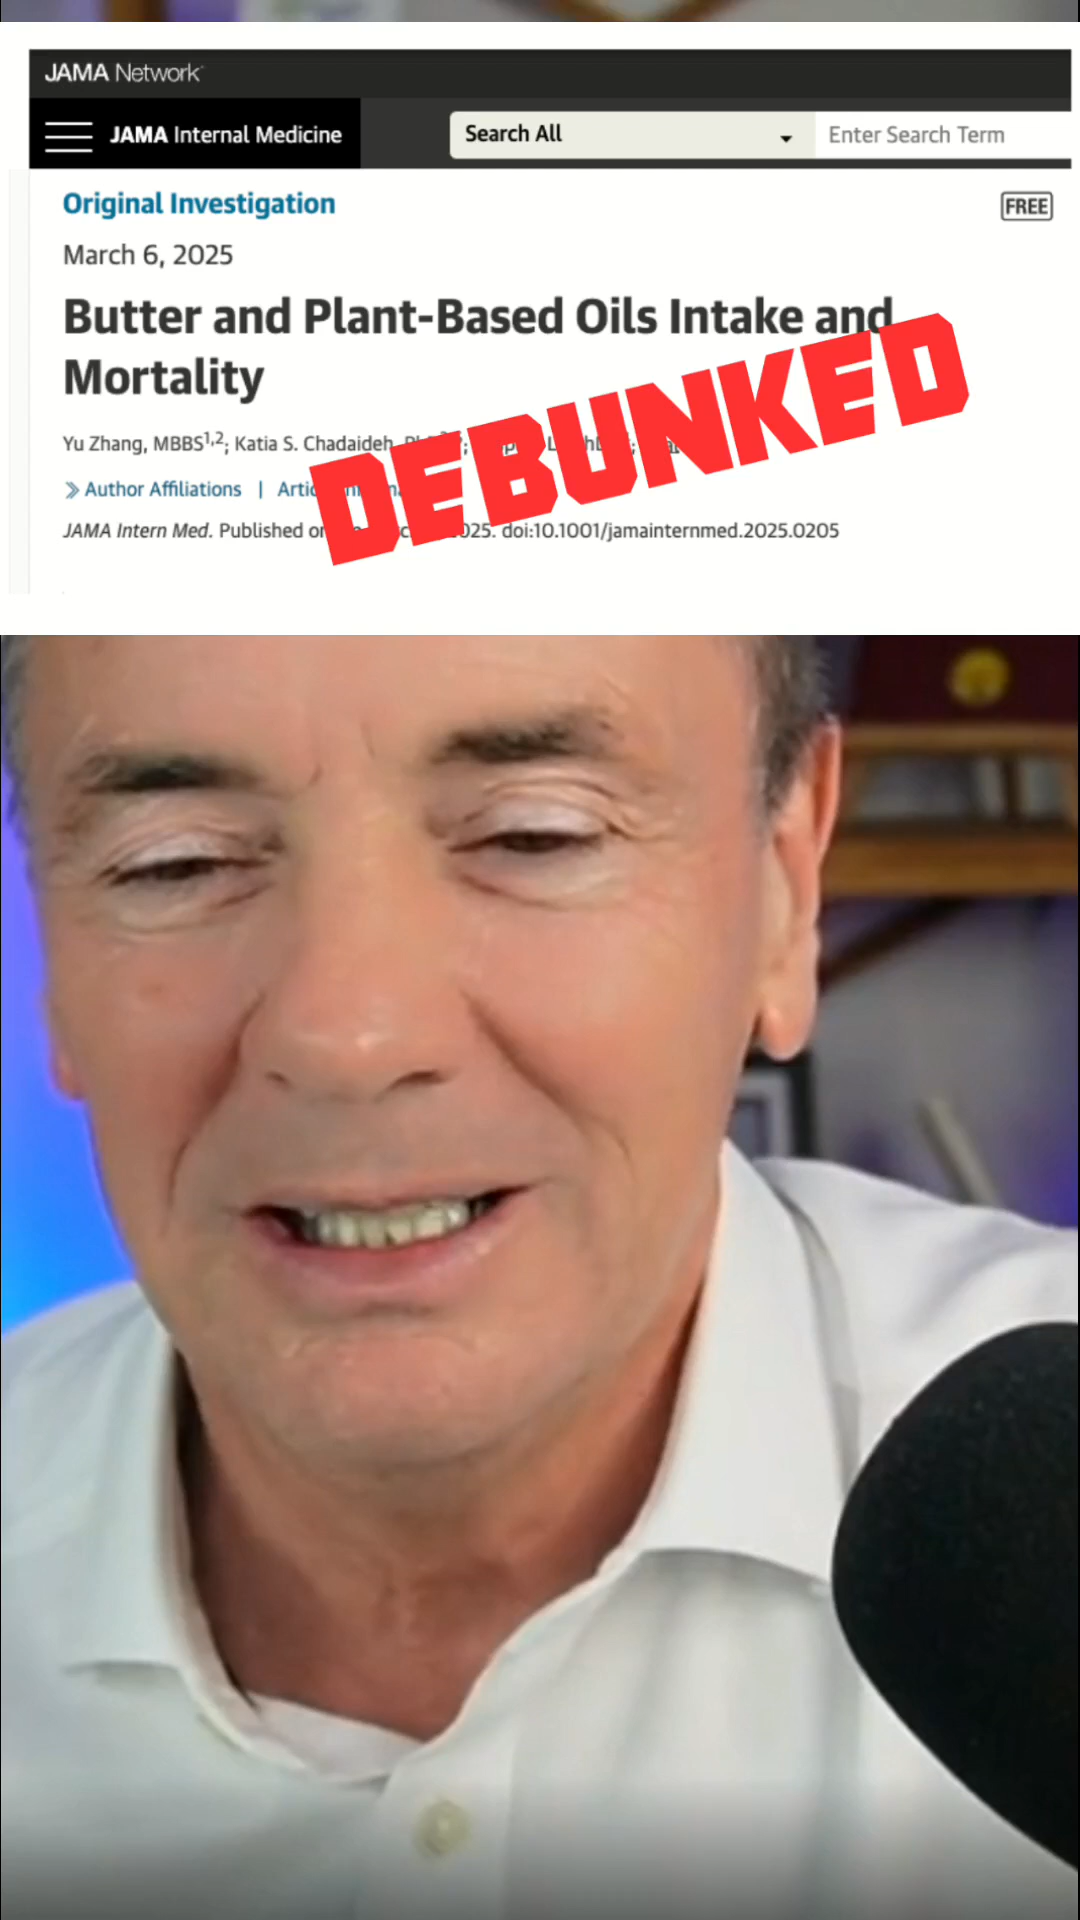 JAMA Network
JAMA Internal Medicine
Search All
Enter Search Term
Original Investigation
FREE
March 6, 2025
Butter and Plant-Based Oils Intake and
Mortality
DEBUNKED
Yu Zhang, MBBS1,2; Katia S. Chadaideh,
Author Affiliations |
JAMA Intern Med. Published 025. doi:10.1001/jamainternmed.2025.0205